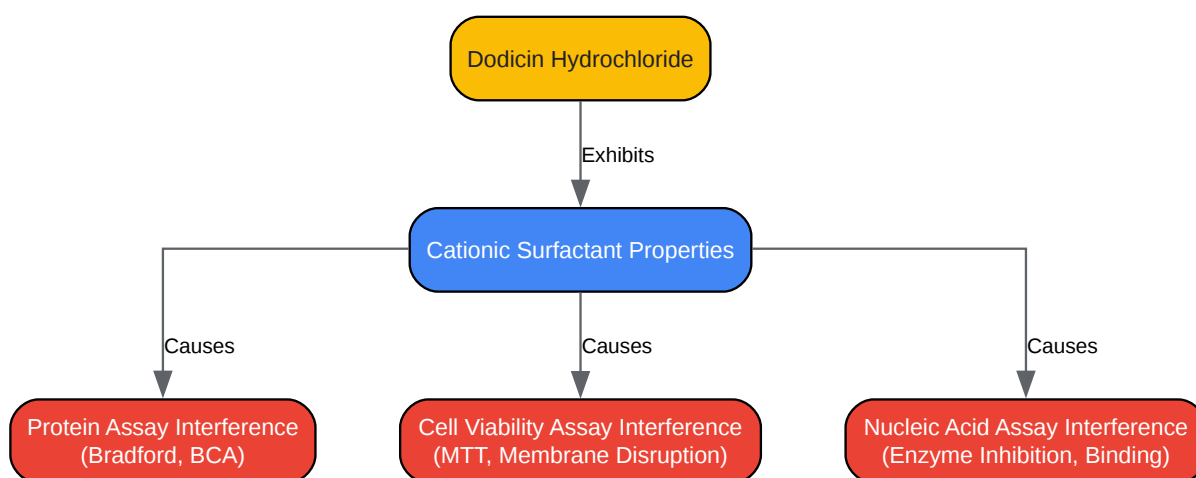 Dodicin Hydrochloride
Exhibits
Cationic Surfactant Properties
Causes
Causes
Causes
Protein Assay Interference
(Bradford, BCA)
Cell Viability Assay Interference
(MTT, Membrane Disruption)
Nucleic Acid Assay Interference
(Enzyme Inhibition, Binding)